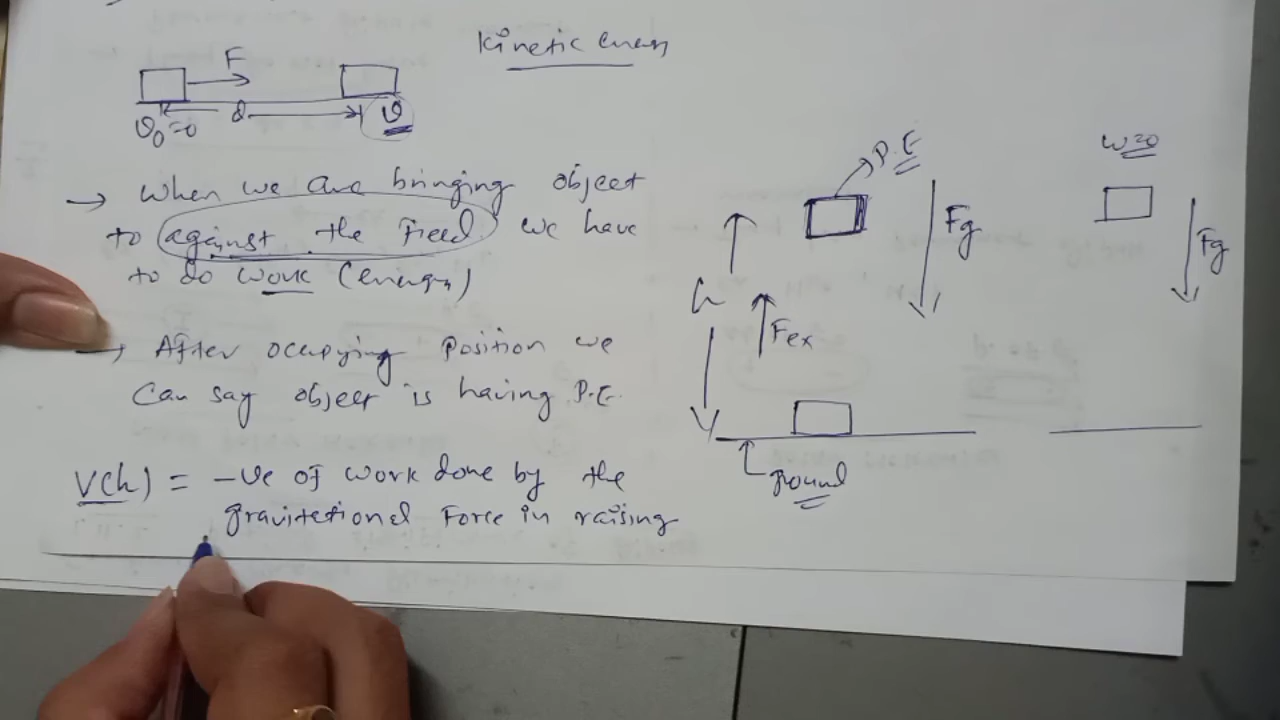 Kinetic energy
F
d
v
v₀=0
→ When we are bringing object
to against the Field we have
to do work (energy)
→ After occupying position we
can say object is having P.E.
V(h) = -ve of work done by the
gravitetional Force in raising
P.E
Fg
h
Fex
ground
w=0
Fg